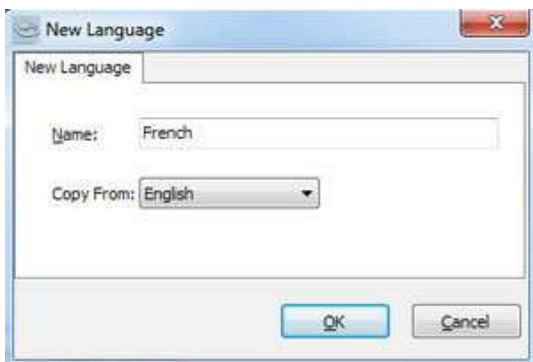 New Language
New Language
Name: French
Copy From: English
OK Cancel